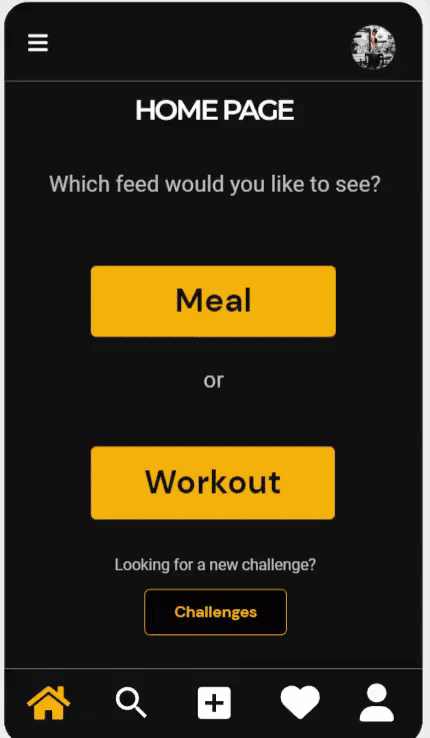 HOME PAGE
Which feed would you like to see?
Meal
or
Workout
Looking for a new challenge?
Challenges